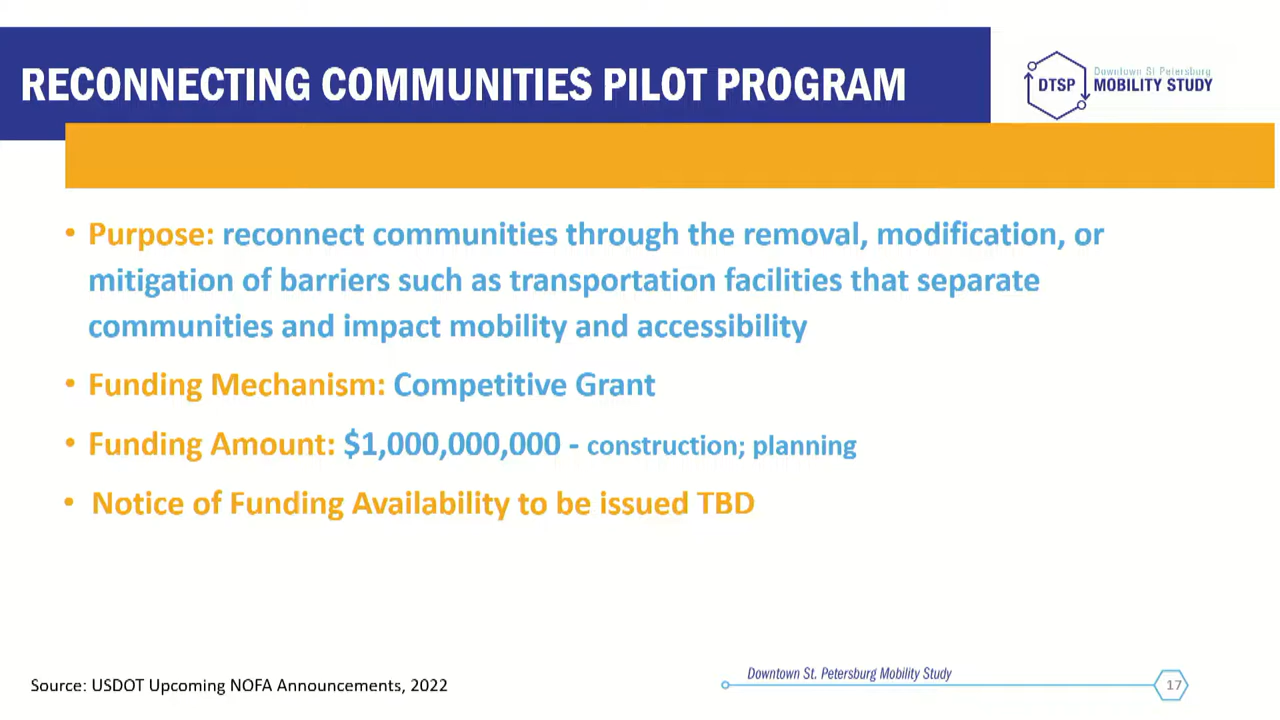 RECONNECTING COMMUNITIES PILOT PROGRAM
DTSP
Downtown St Petersburg
MOBILITY STUDY
• Purpose: reconnect communities through the removal, modification, or
mitigation of barriers such as transportation facilities that separate
communities and impact mobility and accessibility
• Funding Mechanism: Competitive Grant
• Funding Amount: $1,000,000,000 - construction; planning
• Notice of Funding Availability to be issued TBD
Source: USDOT Upcoming NOFA Announcements, 2022
Downtown St. Petersburg Mobility Study
17